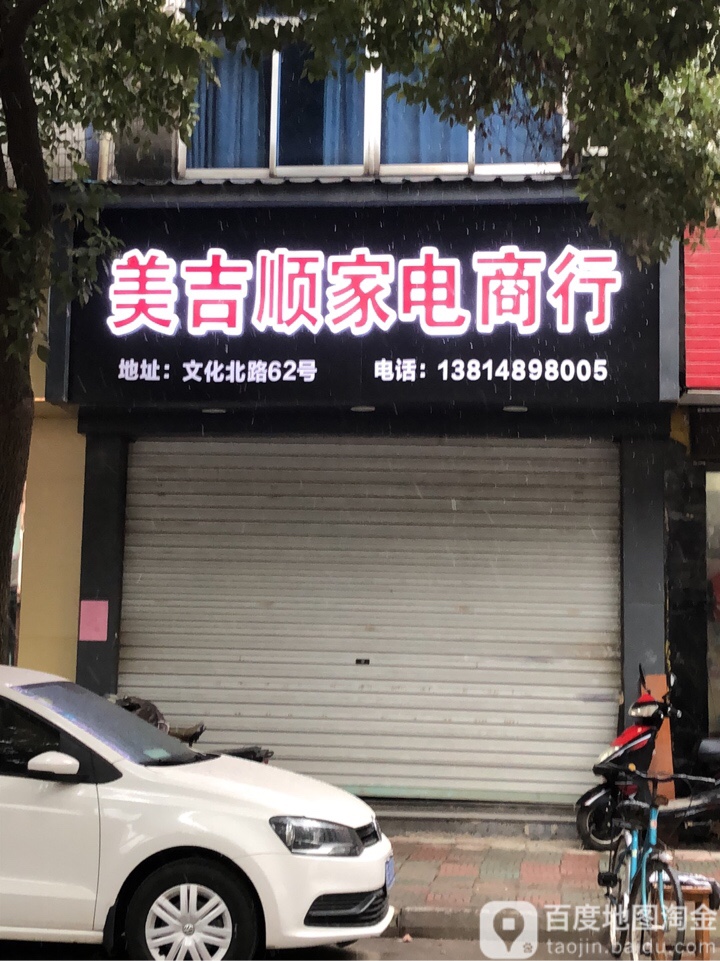 美吉顺家电商行
地址：文化北路62号 电话：13814898005
百度地图淘金
taojin.baidu.com